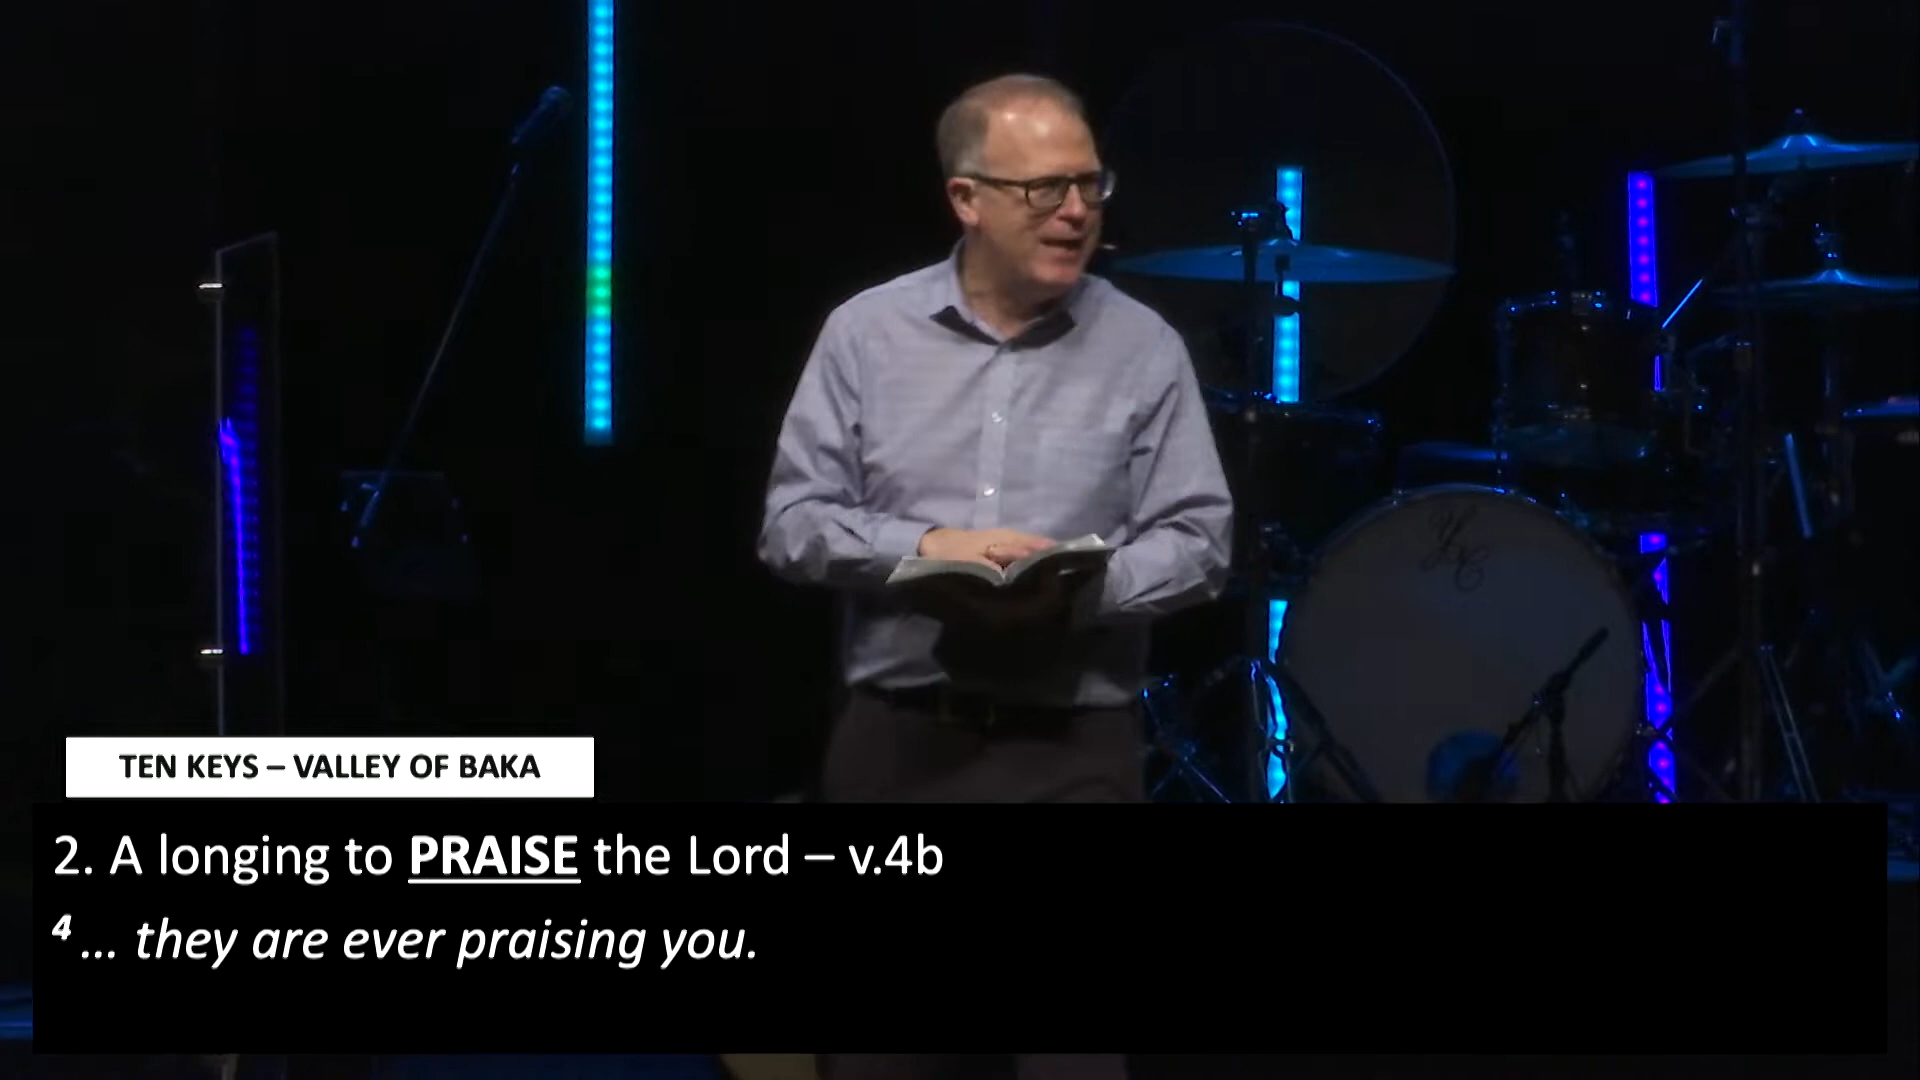 TEN KEYS – VALLEY OF BAKA
2. A longing to PRAISE the Lord – v.4b
4 ... they are ever praising you.